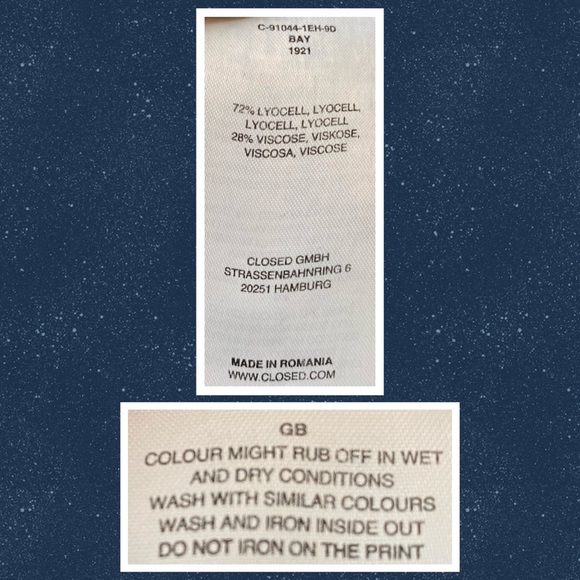 C-91044-1EH-9D
BAY
1921
72% LYOCELL, LYOCELL,
LYOCELL, LYOCELL
28% VISCOSE, VISKOSE,
VISCOSA, VISCOSE
CLOSED GMBH
STRASSENBAHNRING 6
20251 HAMBURG
MADE IN ROMANIA
WWW.CLOSED.COM
GB
COLOUR MIGHT RUB OFF IN WET
AND DRY CONDITIONS
WASH WITH SIMILAR COLOURS
WASH AND IRON INSIDE OUT
DO NOT IRON ON THE PRINT